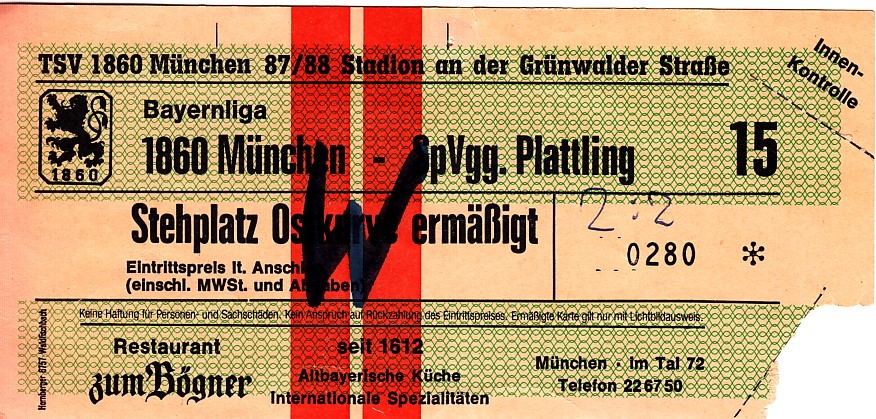 TSV 1860 München 87/88 Stadion an der Grünwalder Straße
Innen-
Kontrolle
1860
Bayernliga
1860 München - SpVgg. Plattling
15
Stehplatz Ostkurve ermäßigt
2:2
0280 *
W
Eintrittspreis lt. Anschlag
(einschl. MWSt. und Abgaben)
Keine Haftung für Personen- und Sachschäden. Kein Anspruch auf Rückzahlung des Eintrittspreises. Ermäßigte Karte gilt nur mit Lichtbildausweis.
Restaurant
zum Bögner
seit 1612
Altbayerische Küche
Internationale Spezialitäten
München · Im Tal 72
Telefon 22 67 50